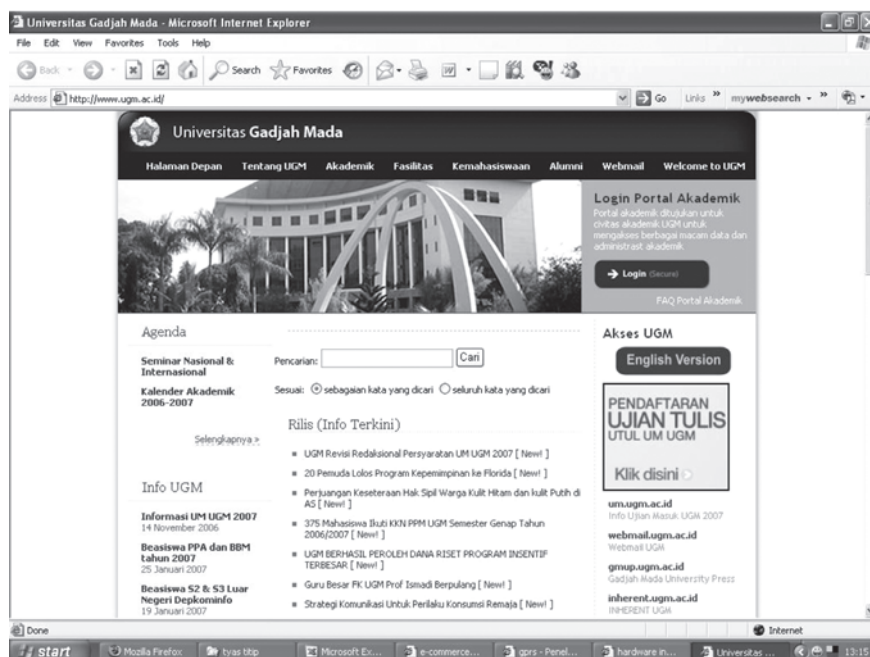 Universitas Gadjah Mada - Microsoft Internet Explorer
File Edit View Favorites Tools Help
Back Search Favorites
Address http://www.ugm.ac.id/ Go Links » mywebsearch »
Universitas Gadjah Mada
Halaman Depan Tentang UGM Akademik Fasilitas Kemahasiswaan Alumni Webmail Welcome to UGM
Login Portal Akademik
Portal akademik ditujukan untuk
civitas akademik UGM untuk
mengakses berbagai macam data dan
administrast akademik
Login (Secure)
FAQ Portal Akademik
Agenda
Seminar Nasional &
Internasional
Kalender Akademik
2006-2007
Selengkapnya »
Info UGM
Informasi UM UGM 2007
14 November 2006
Beasiswa PPA dan BBM
tahun 2007
25 Januari 2007
Beasiswa S2 & S3 Luar
Negeri Depkominfo
19 Januari 2007
Pencarian: Cari
Sesuai: sebagaian kata yang dicari seluruh kata yang dicari
Rilis (Info Terkini)
UGM Revisi Redaksional Persyaratan UM UGM 2007 [ New! ]
20 Pemuda Lolos Program Kepemimpinan ke Florida [ New! ]
Perjuangan Keseteraan Hak Sipil Warga Kulit Hitam dan kulit Putih di
AS [ New! ]
375 Mahasiswa Ikuti KKN PPM UGM Semester Genap Tahun
2006/2007 [ New! ]
UGM BERHASIL PEROLEH DANA RISET PROGRAM INSENTIF
TERBESAR [ New! ]
Guru Besar FK UGM Prof Ismadi Berpulang [ New! ]
Strategi Komunikasi Untuk Perilaku Konsumsi Remaja [ New! ]
Akses UGM
English Version
PENDAFTARAN
UJIAN TULIS
UTUL UM UGM
Klik disini
um.ugm.ac.id
Info Ujian Masuk UGM 2007
webmail.ugm.ac.id
Webmail UGM
gmup.ugm.ac.id
Gadjah Mada University Press
inherent.ugm.ac.id
INHERENT UGM
Done Internet
start Mozilla Firefox tyas titip Microsoft Ex... e-commerce... gprs - Penel... hardware in... Universitas ... 13:15